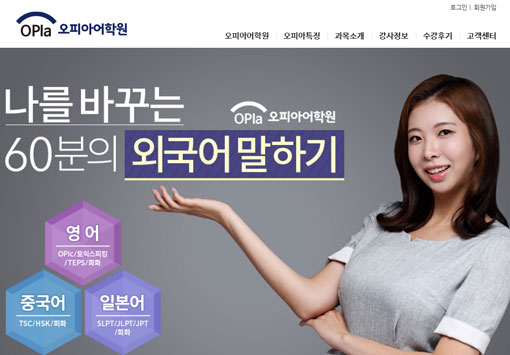 로그인 | 회원가입
OPIa 오피아어학원
오피아어학원 | 오피아특징 | 과목소개 | 강사정보 | 수강후기 | 고객센터
나를 바꾸는
OPIa 오피아어학원
60분의 외국어 말하기
영 어
OPIc/토익스피킹
/TEPS/회화
중국어
TSC/HSK/회화
일본어
SLPT/JLPT/JPT
/회화